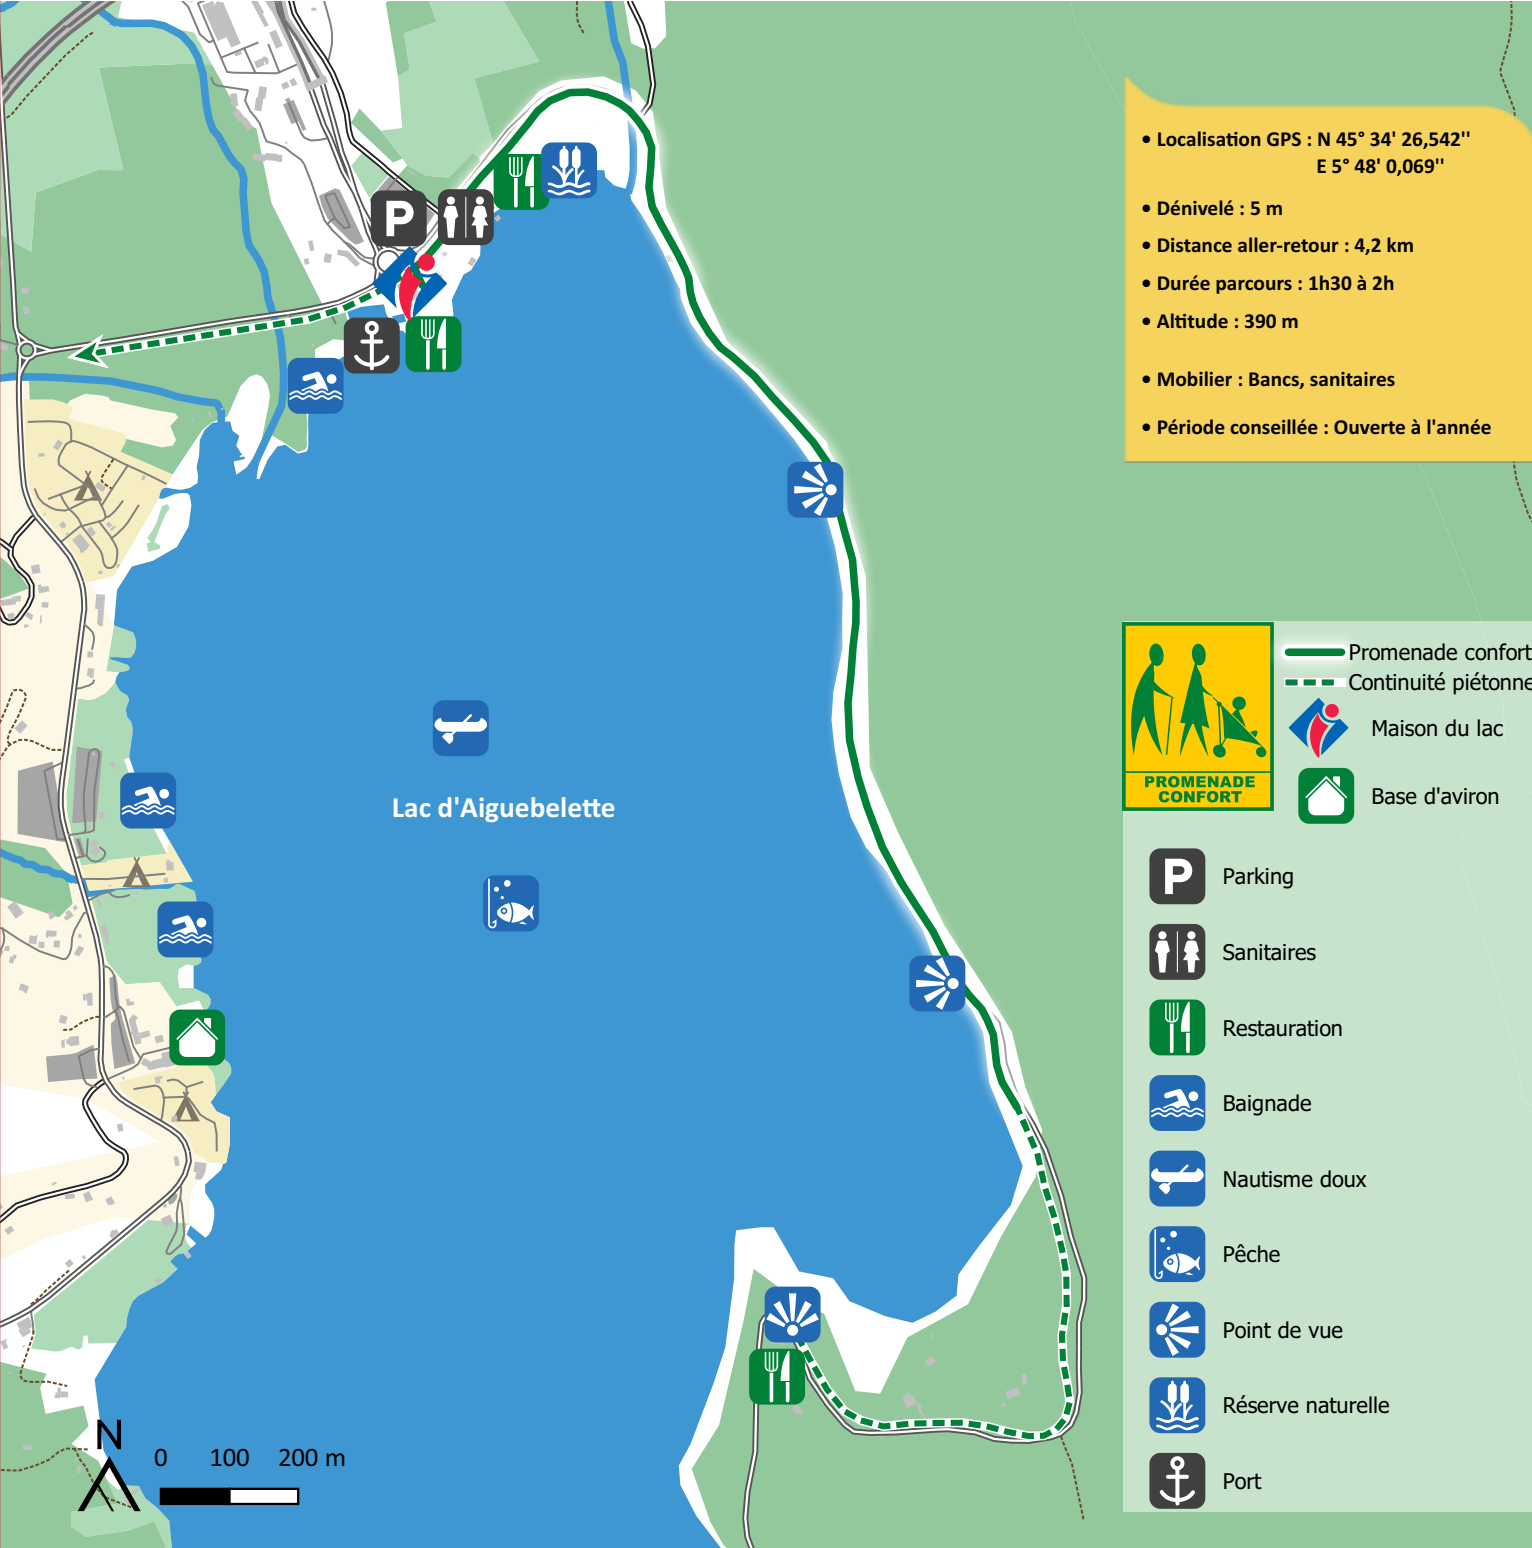 • Localisation GPS : N 45° 34' 26,542''
E 5° 48' 0,069''
• Dénivelé : 5 m
• Distance aller-retour : 4,2 km
• Durée parcours : 1h30 à 2h
• Altitude : 390 m
• Mobilier : Bancs, sanitaires
• Période conseillée : Ouverte à l'année
P
Lac d'Aiguebelette
PROMENADE
CONFORT
Promenade confort
Continuité piétonne
Maison du lac
Base d'aviron
P
Parking
Sanitaires
Restauration
Baignade
Nautisme doux
Pêche
Point de vue
Réserve naturelle
Port
N
0 100 200 m